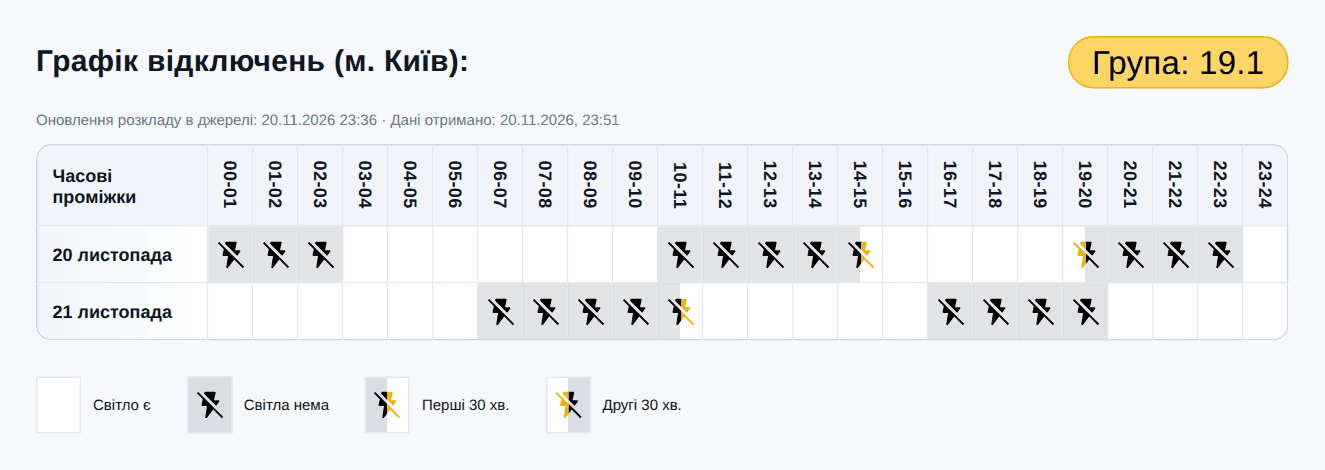 Графік відключень (м. Київ):
Група: 19.1
Оновлення розкладу в джерелі: 20.11.2026 23:36 · Дані отримано: 20.11.2026, 23:51
Часові
проміжки
00-01
01-02
02-03
03-04
04-05
05-06
06-07
07-08
08-09
09-10
10-11
11-12
12-13
13-14
14-15
15-16
16-17
17-18
18-19
19-20
20-21
21-22
22-23
23-24
20 листопада
21 листопада
Світло є
Світла нема
Перші 30 хв.
Другі 30 хв.